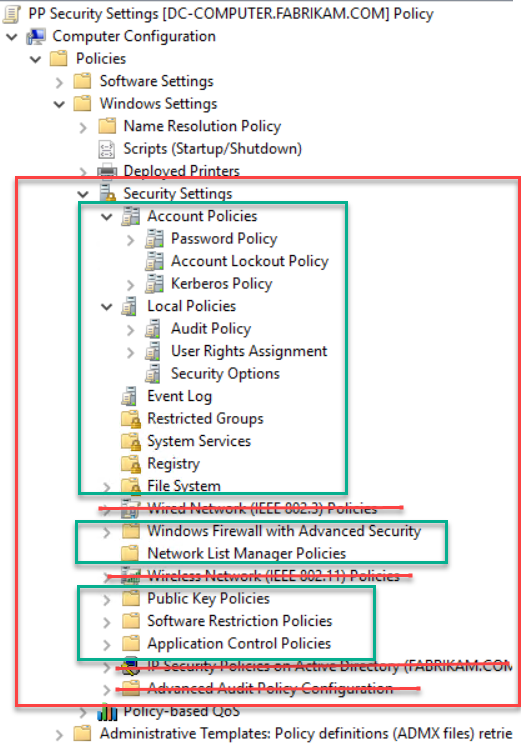 PP Security Settings [DC-COMPUTER.FABRIKAM.COM] Policy
Computer Configuration
Policies
Software Settings
Windows Settings
Name Resolution Policy
Scripts (Startup/Shutdown)
Deployed Printers
Security Settings
Account Policies
Password Policy
Account Lockout Policy
Kerberos Policy
Local Policies
Audit Policy
User Rights Assignment
Security Options
Event Log
Restricted Groups
System Services
Registry
File System
Wired Network (IEEE 802.3) Policies
Windows Firewall with Advanced Security
Network List Manager Policies
Wireless Network (IEEE 802.11) Policies
Public Key Policies
Software Restriction Policies
Application Control Policies
IP Security Policies on Active Directory (FABRIKAM.COM
Advanced Audit Policy Configuration
Policy-based QoS
Administrative Templates: Policy definitions (ADMX files) retrie